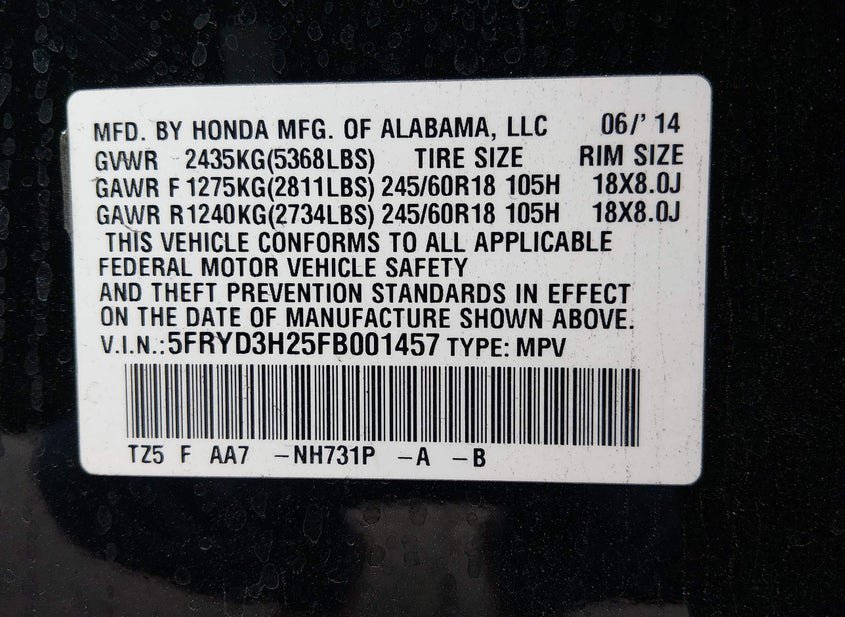 MFD. BY HONDA MFG. OF ALABAMA, LLC 06/'14
GVWR 2435KG(5368LBS) TIRE SIZE RIM SIZE
GAWR F 1275KG(2811LBS) 245/60R18 105H 18X8.0J
GAWR R 1240KG(2734LBS) 245/60R18 105H 18X8.0J
THIS VEHICLE CONFORMS TO ALL APPLICABLE
FEDERAL MOTOR VEHICLE SAFETY
AND THEFT PREVENTION STANDARDS IN EFFECT
ON THE DATE OF MANUFACTURE SHOWN ABOVE.
V.I.N.:5FRYD3H25FB001457 TYPE: MPV
TZ5 F AA7 -NH731P -A -B